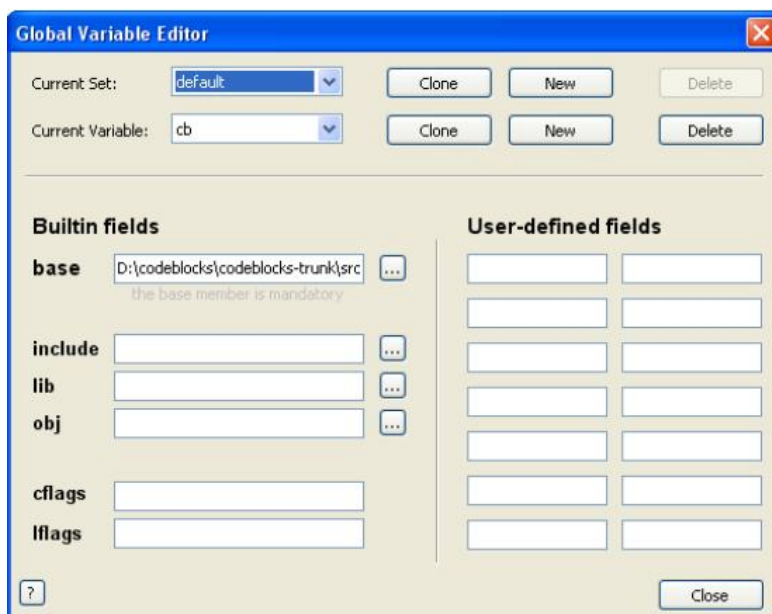 Global Variable Editor
Current Set: default Clone New Delete
Current Variable: cb Clone New Delete
Builtin fields User-defined fields
base D:\codeblocks\codeblocks-trunk\src ...
the base member is mandatory
include ...
lib ...
obj ...
cflags
lflags
? Close